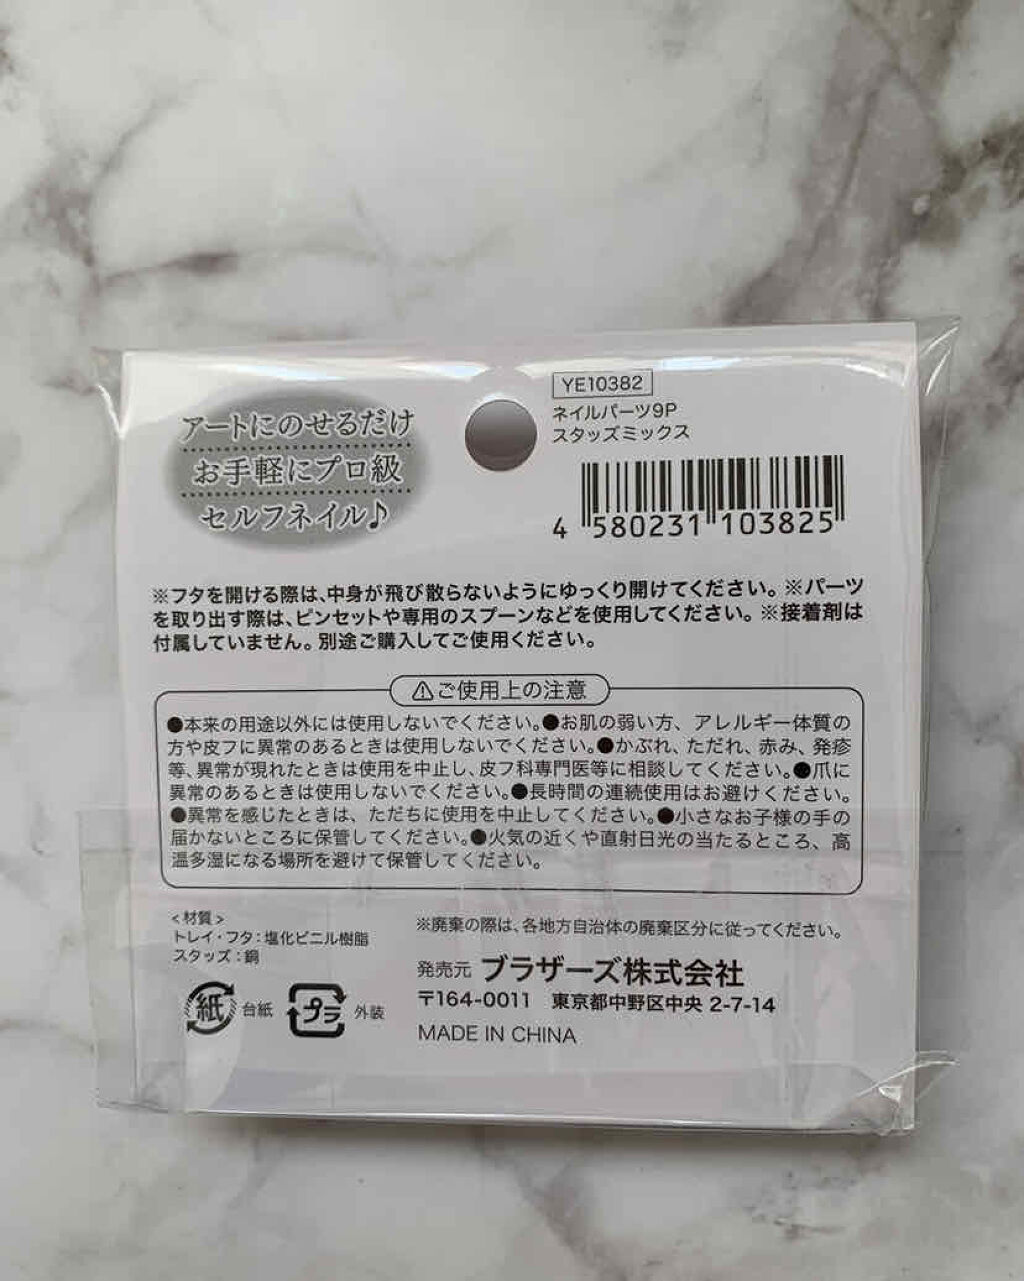 アートにのせるだけ
お手軽にプロ級
セルフネイル♪
YE10382
ネイルパーツ9P
スタッズミックス
4 580231 103825
※フタを開ける際は、中身が飛び散らないようにゆっくり開けてください。※パーツ
を取り出す際は、ピンセットや専用のスプーンなどを使用してください。※接着剤は
付属していません。別途ご購入してご使用ください。
⚠ご使用上の注意
●本来の用途以外には使用しないでください。●お肌の弱い方、アレルギー体質の
方や皮フに異常のあるときは使用しないでください。●かぶれ、ただれ、赤み、発疹
等、異常が現れたときは使用を中止し、皮フ科専門医等に相談してください。●爪に
異常のあるときは使用しないでください。●長時間の連続使用はお避けください。
●異常を感じたときは、ただちに使用を中止してください。●小さなお子様の手の
届かないところに保管してください。●火気の近くや直射日光の当たるところ、高
温多湿になる場所を避けて保管してください。
<材質>
トレイ・フタ:塩化ビニル樹脂
スタッズ:銅
紙 台紙 プラ 外装
※廃棄の際は、各地方自治体の廃棄区分に従ってください。
発売元 ブラザーズ株式会社
〒164-0011 東京都中野区中央 2-7-14
MADE IN CHINA